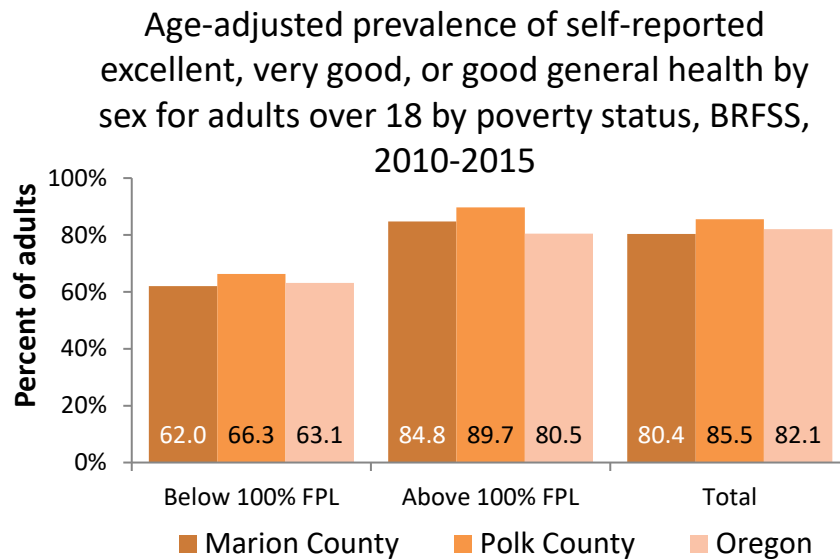 Age-adjusted prevalence of self-reported
excellent, very good, or good general health by
sex for adults over 18 by poverty status, BRFSS,
2010-2015
Percent of adults
100%
80%
60%
40%
20%
0%
62.0 66.3 63.1 84.8 89.7 80.5 80.4 85.5 82.1
Below 100% FPL Above 100% FPL Total
Marion County Polk County Oregon